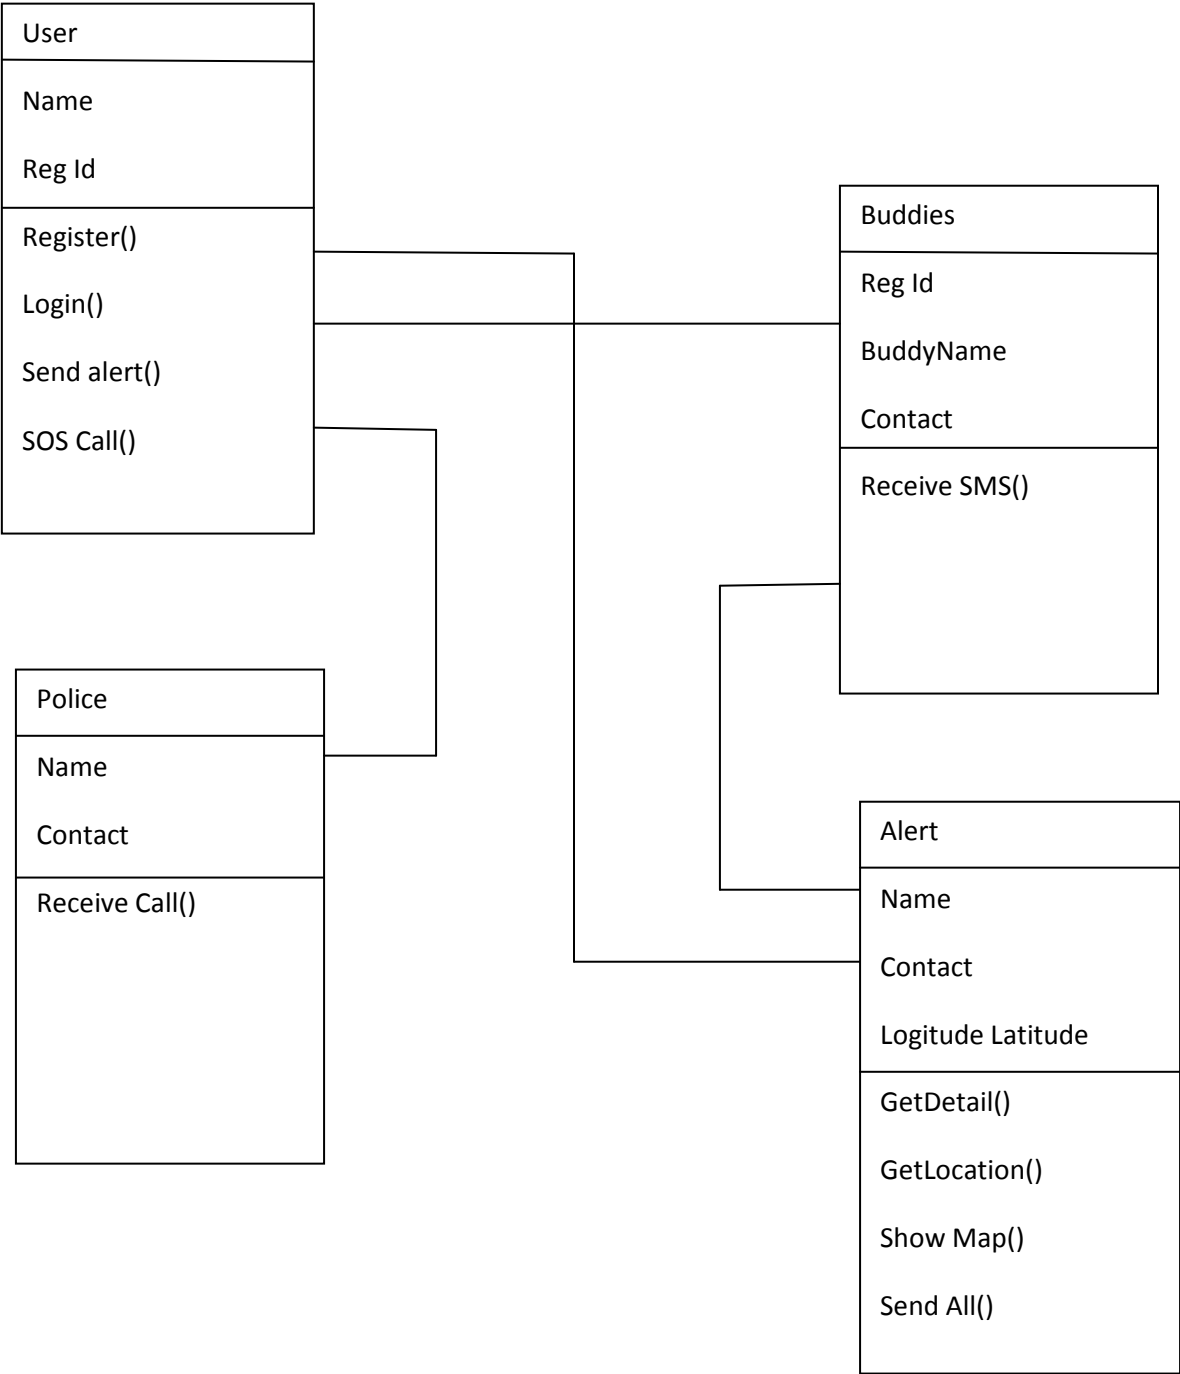 User
Name
Reg Id
Register()
Login()
Send alert()
SOS Call()
Buddies
Reg Id
BuddyName
Contact
Receive SMS()
Police
Name
Contact
Receive Call()
Alert
Name
Contact
Logitude Latitude
GetDetail()
GetLocation()
Show Map()
Send All()